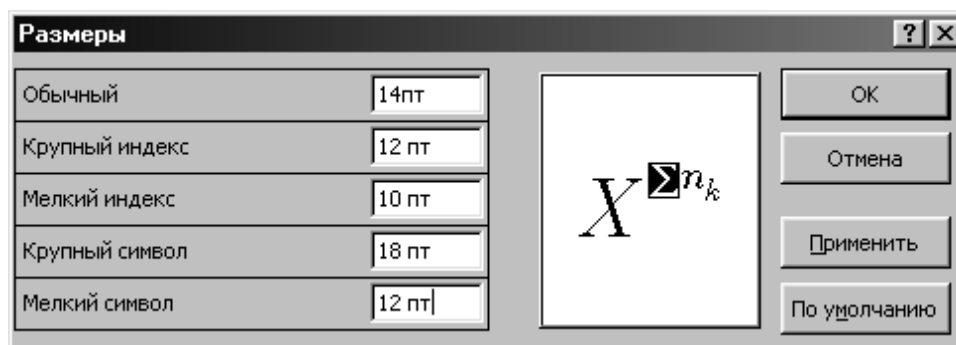 Размеры ? ×
Обычный 14пт
Крупный индекс 12 пт
Мелкий индекс 10 пт
Крупный символ 18 пт
Мелкий символ 12 пт
X Σ n k
OK
Отмена
Применить
По умолчанию